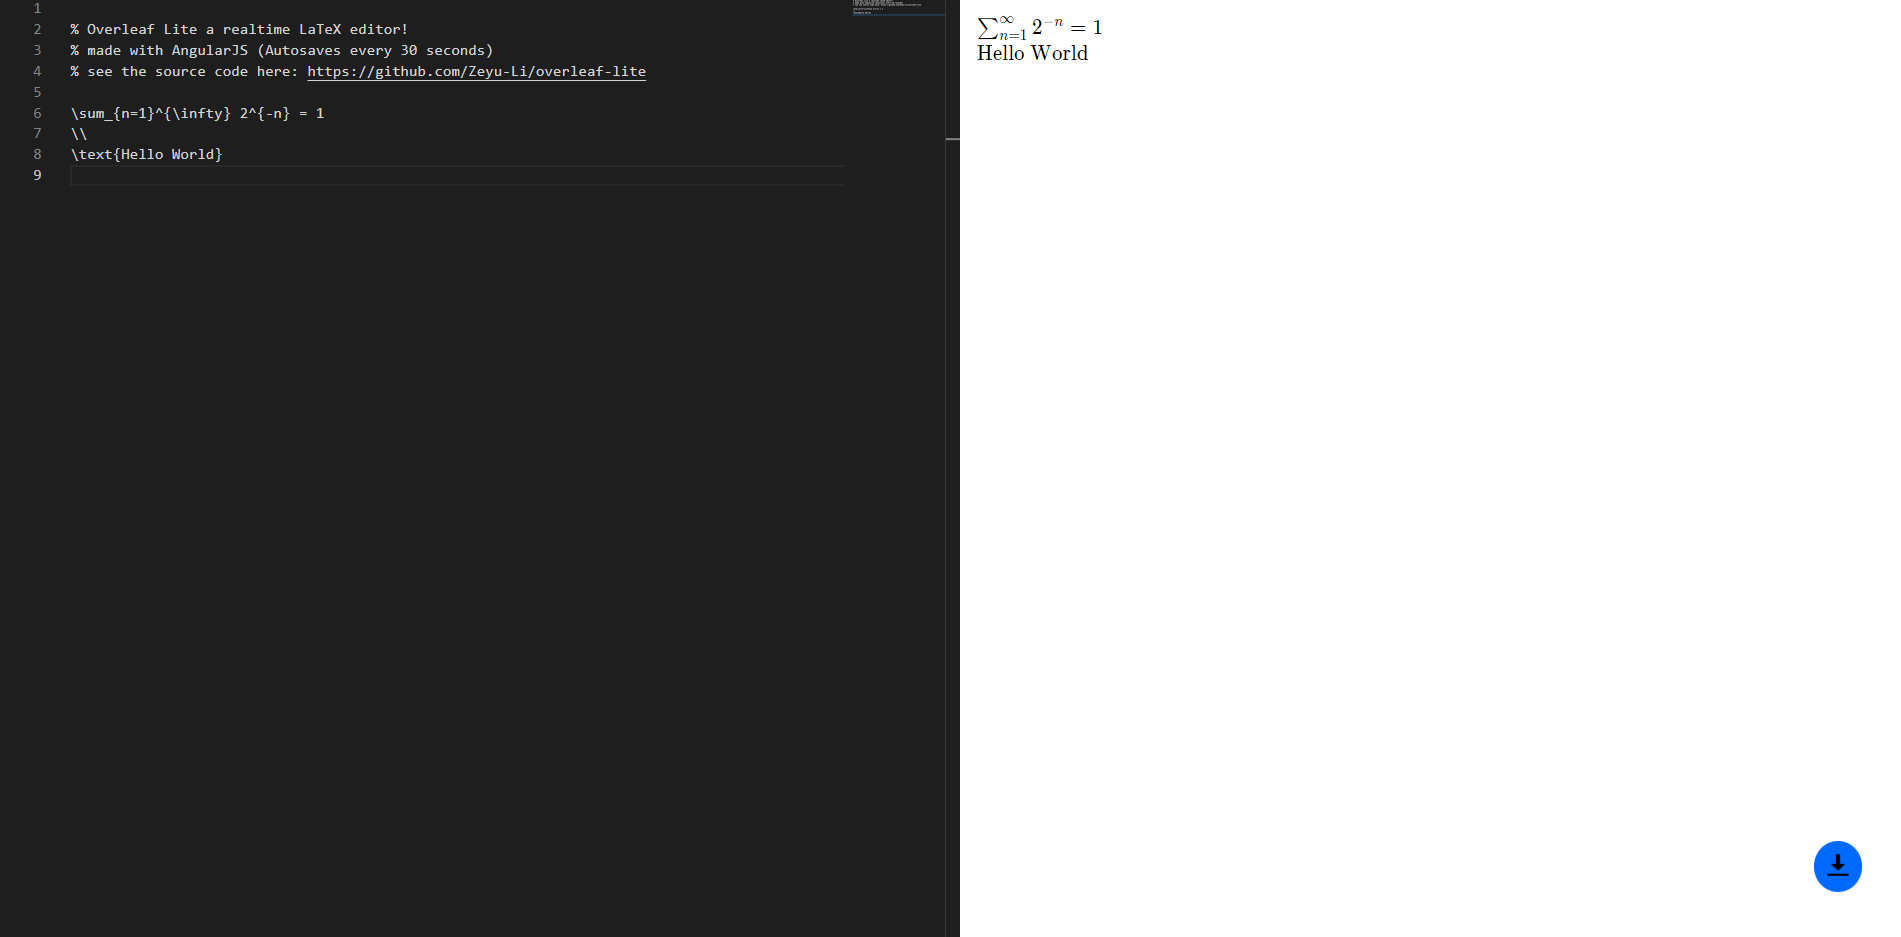 1
2 % Overleaf Lite a realtime LaTeX editor!
3 % made with AngularJS (Autosaves every 30 seconds)
4 % see the source code here: https://github.com/Zeyu-Li/overleaf-lite
5
6 \sum_{n=1}^{\infty} 2^{-n} = 1
7 \\
8 \text{Hello World}
9
∑_{n=1}^{∞} 2^{−n} = 1
Hello World